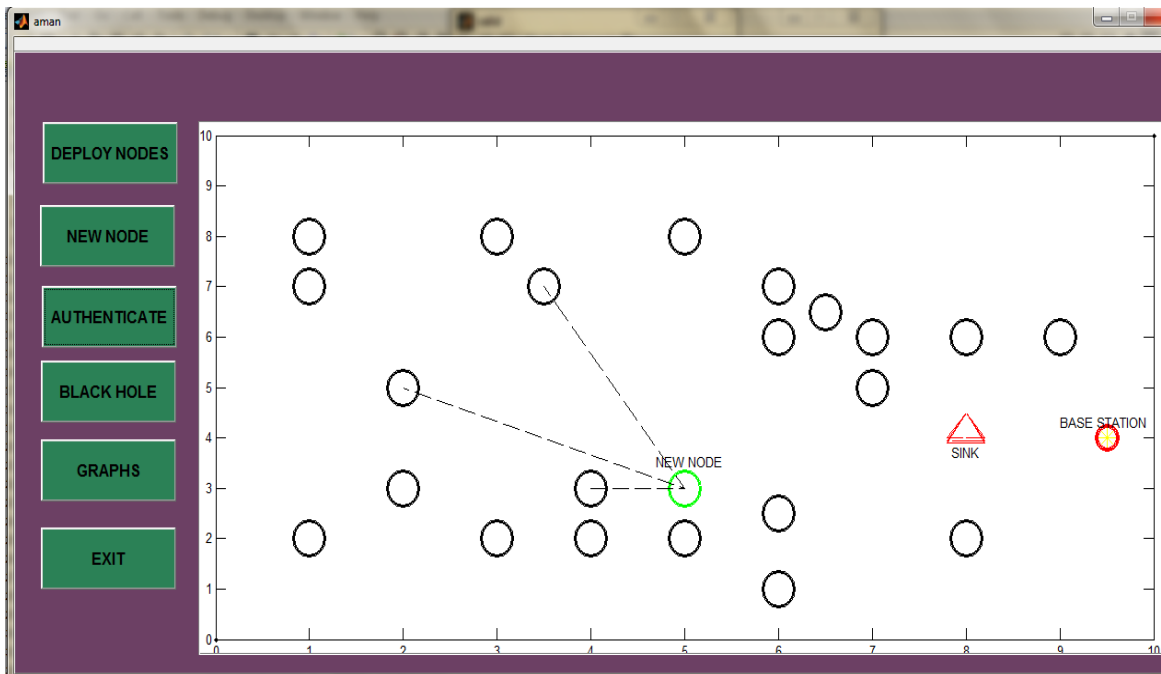 aman
DEPLOY NODES
NEW NODE
AUTHENTICATE
BLACK HOLE
GRAPHS
EXIT
10
9
8
7
6
5
4
3
2
1
0
NEW NODE
BASE STATION
SINK
0 1 2 3 4 5 6 7 8 9 10